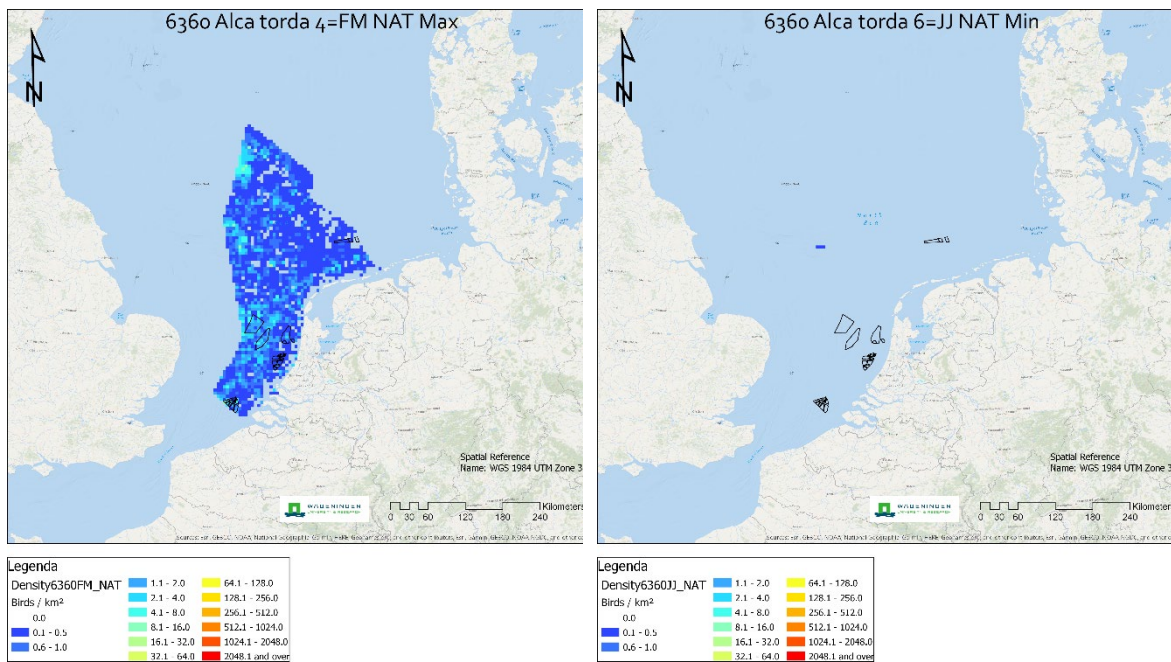 6360 Alca torda 4=FM NAT Max
N
Spatial Reference
Name: WGS 1984 UTM Zone 3
WAGENINGEN
Kilometers
0 30 60 120 180 240
Legenda
Density6360FM_NAT
Birds / km²
0.0
0.1 - 0.5
0.6 - 1.0
1.1 - 2.0
2.1 - 4.0
4.1 - 8.0
8.1 - 16.0
16.1 - 32.0
32.1 - 64.0
64.1 - 128.0
128.1 - 256.0
256.1 - 512.0
512.1 - 1024.0
1024.1 - 2048.0
2048.1 and over
6360 Alca torda 6=JJ NAT Min
N
Spatial Reference
Name: WGS 1984 UTM Zone 3
WAGENINGEN
Kilometers
0 30 60 120 180 240
Legenda
Density6360JJ_NAT
Birds / km²
0.0
0.1 - 0.5
0.6 - 1.0
1.1 - 2.0
2.1 - 4.0
4.1 - 8.0
8.1 - 16.0
16.1 - 32.0
32.1 - 64.0
64.1 - 128.0
128.1 - 256.0
256.1 - 512.0
512.1 - 1024.0
1024.1 - 2048.0
2048.1 and over